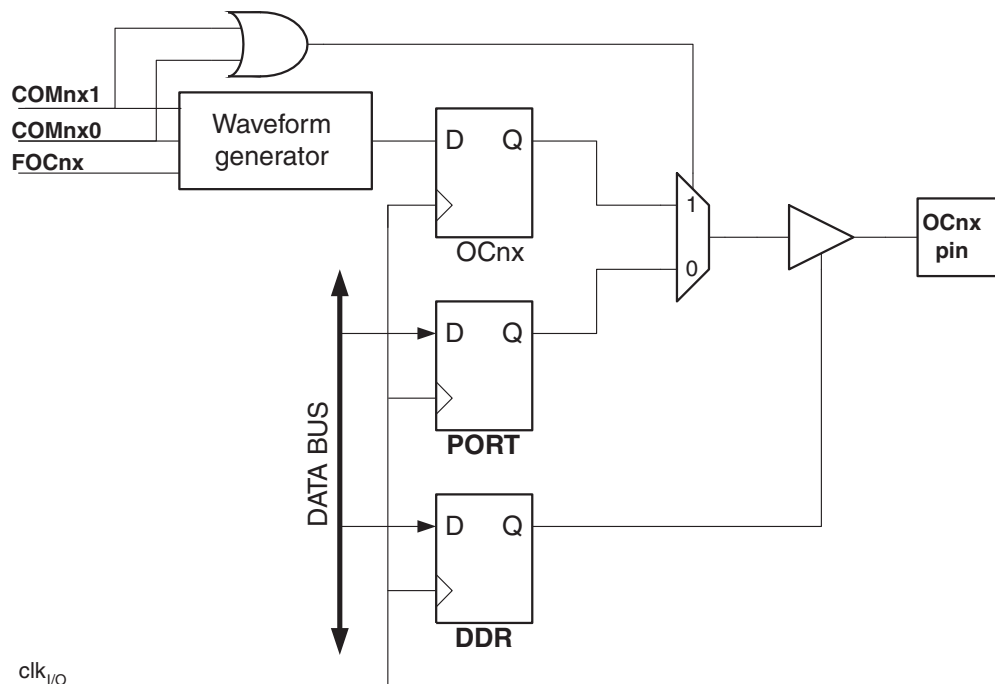 COMnx1
COMnx0
FOCnx
Waveform
generator
D Q
OCnx
1
0
OCnx
pin
D Q
PORT
DATA BUS
D Q
DDR
clkI/O